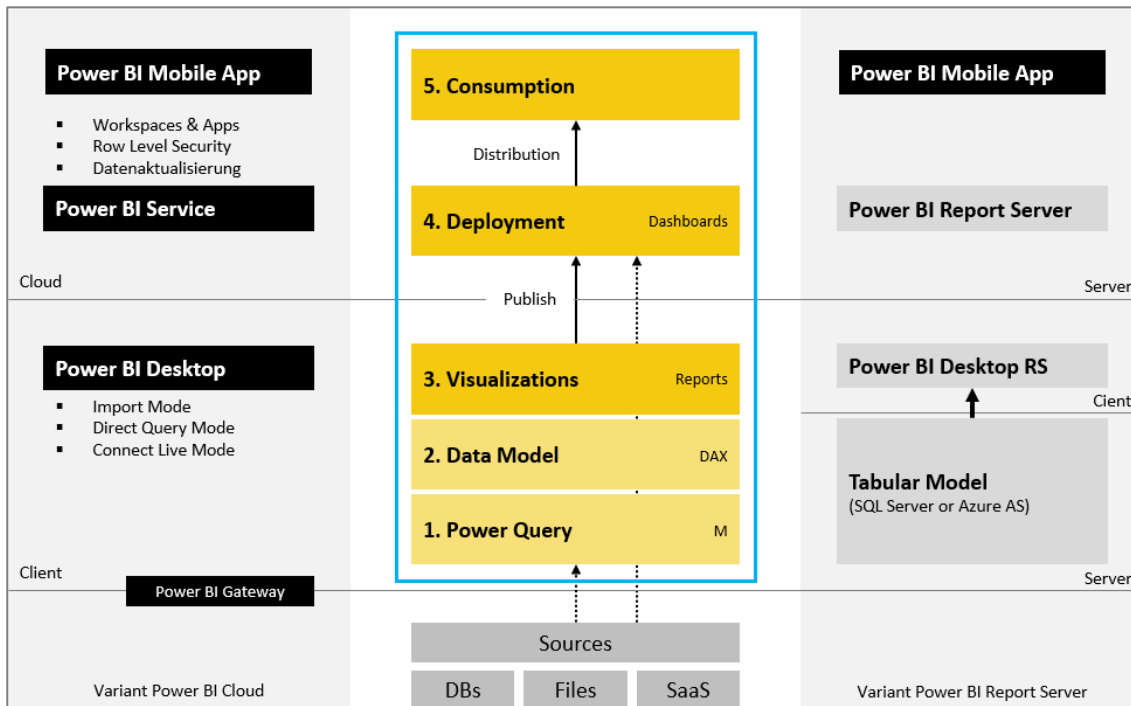 Power BI Mobile App
▪ Workspaces & Apps
▪ Row Level Security
▪ Datenaktualisierung
Power BI Service
Cloud
Power BI Desktop
▪ Import Mode
▪ Direct Query Mode
▪ Connect Live Mode
Client
Power BI Gateway
Variant Power BI Cloud
5. Consumption
Distribution
4. Deployment Dashboards
Publish
3. Visualizations Reports
2. Data Model DAX
1. Power Query M
Sources
DBs Files SaaS
Power BI Mobile App
Power BI Report Server
Server
Power BI Desktop RS
Cient
Tabular Model
(SQL Server or Azure AS)
Server
Variant Power BI Report Server